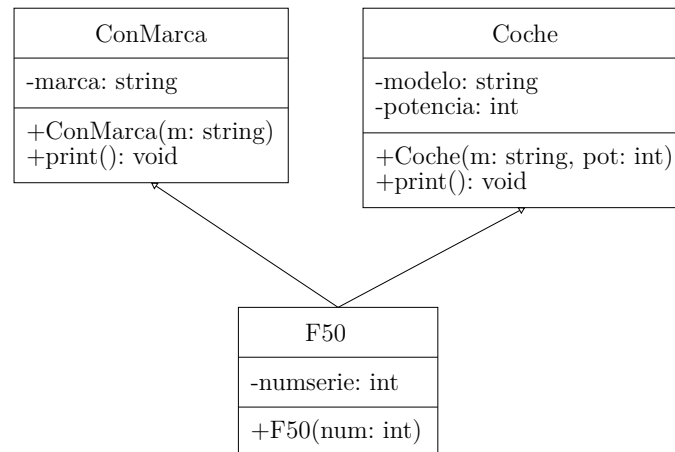 ConMarca
-marca: string
+ConMarca(m: string)
+print(): void
Coche
-modelo: string
-potencia: int
+Coche(m: string, pot: int)
+print(): void
F50
-numserie: int
+F50(num: int)